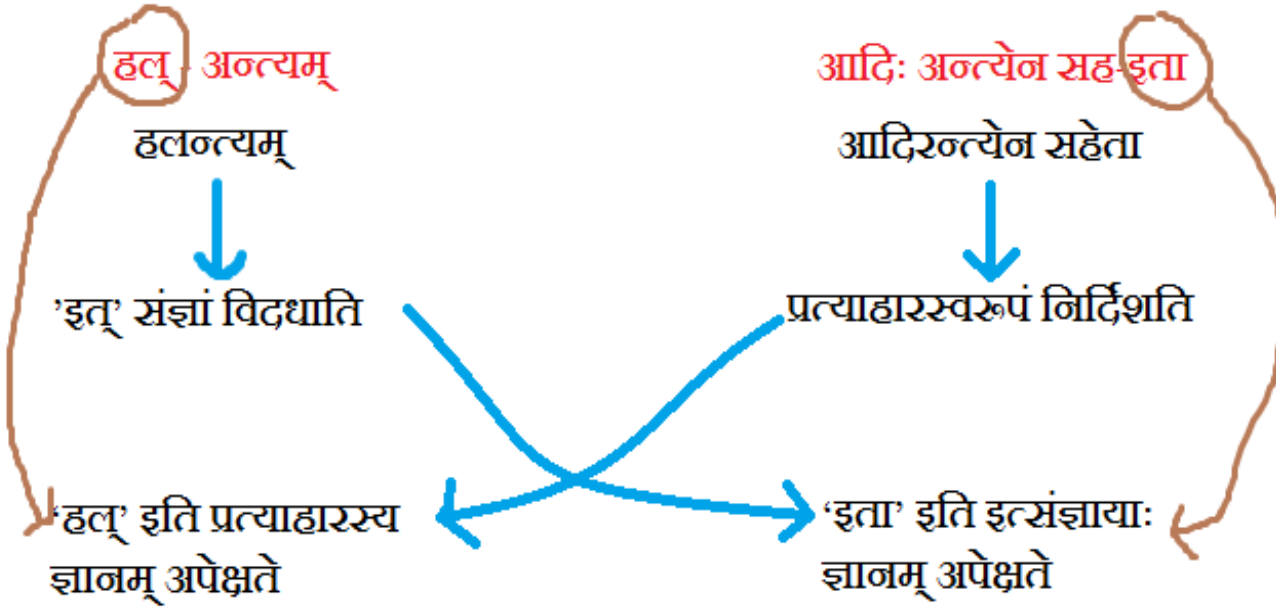 हल् अन्त्यम्
आदिः अन्त्येन सह-इता
हलन्त्यम्
आदिरन्त्येन सहेता
’इत्’ संज्ञां विदधाति
प्रत्याहारस्वरूपं निर्दिशति
‘हल्’ इति प्रत्याहारस्य
ज्ञानम् अपेक्षते
‘इता’ इति इत्संज्ञायाः
ज्ञानम् अपेक्षते